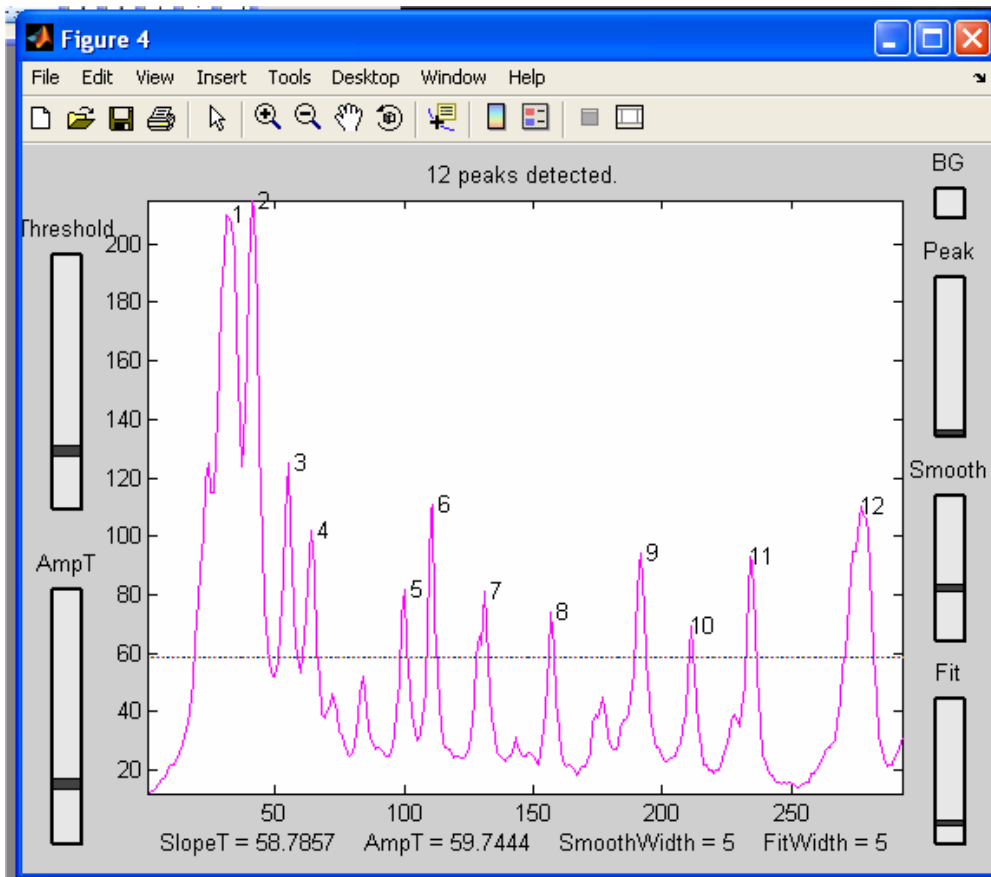 Figure 4
File Edit View Insert Tools Desktop Window Help
12 peaks detected.
BG
Threshold
Peak
AmpT
Smooth
Fit
200
180
160
140
120
100
80
60
40
20
1
2
3
4
5
6
7
8
9
10
11
12
50 100 150 200 250
SlopeT = 58.7857 AmpT = 59.7444 SmoothWidth = 5 FitWidth = 5